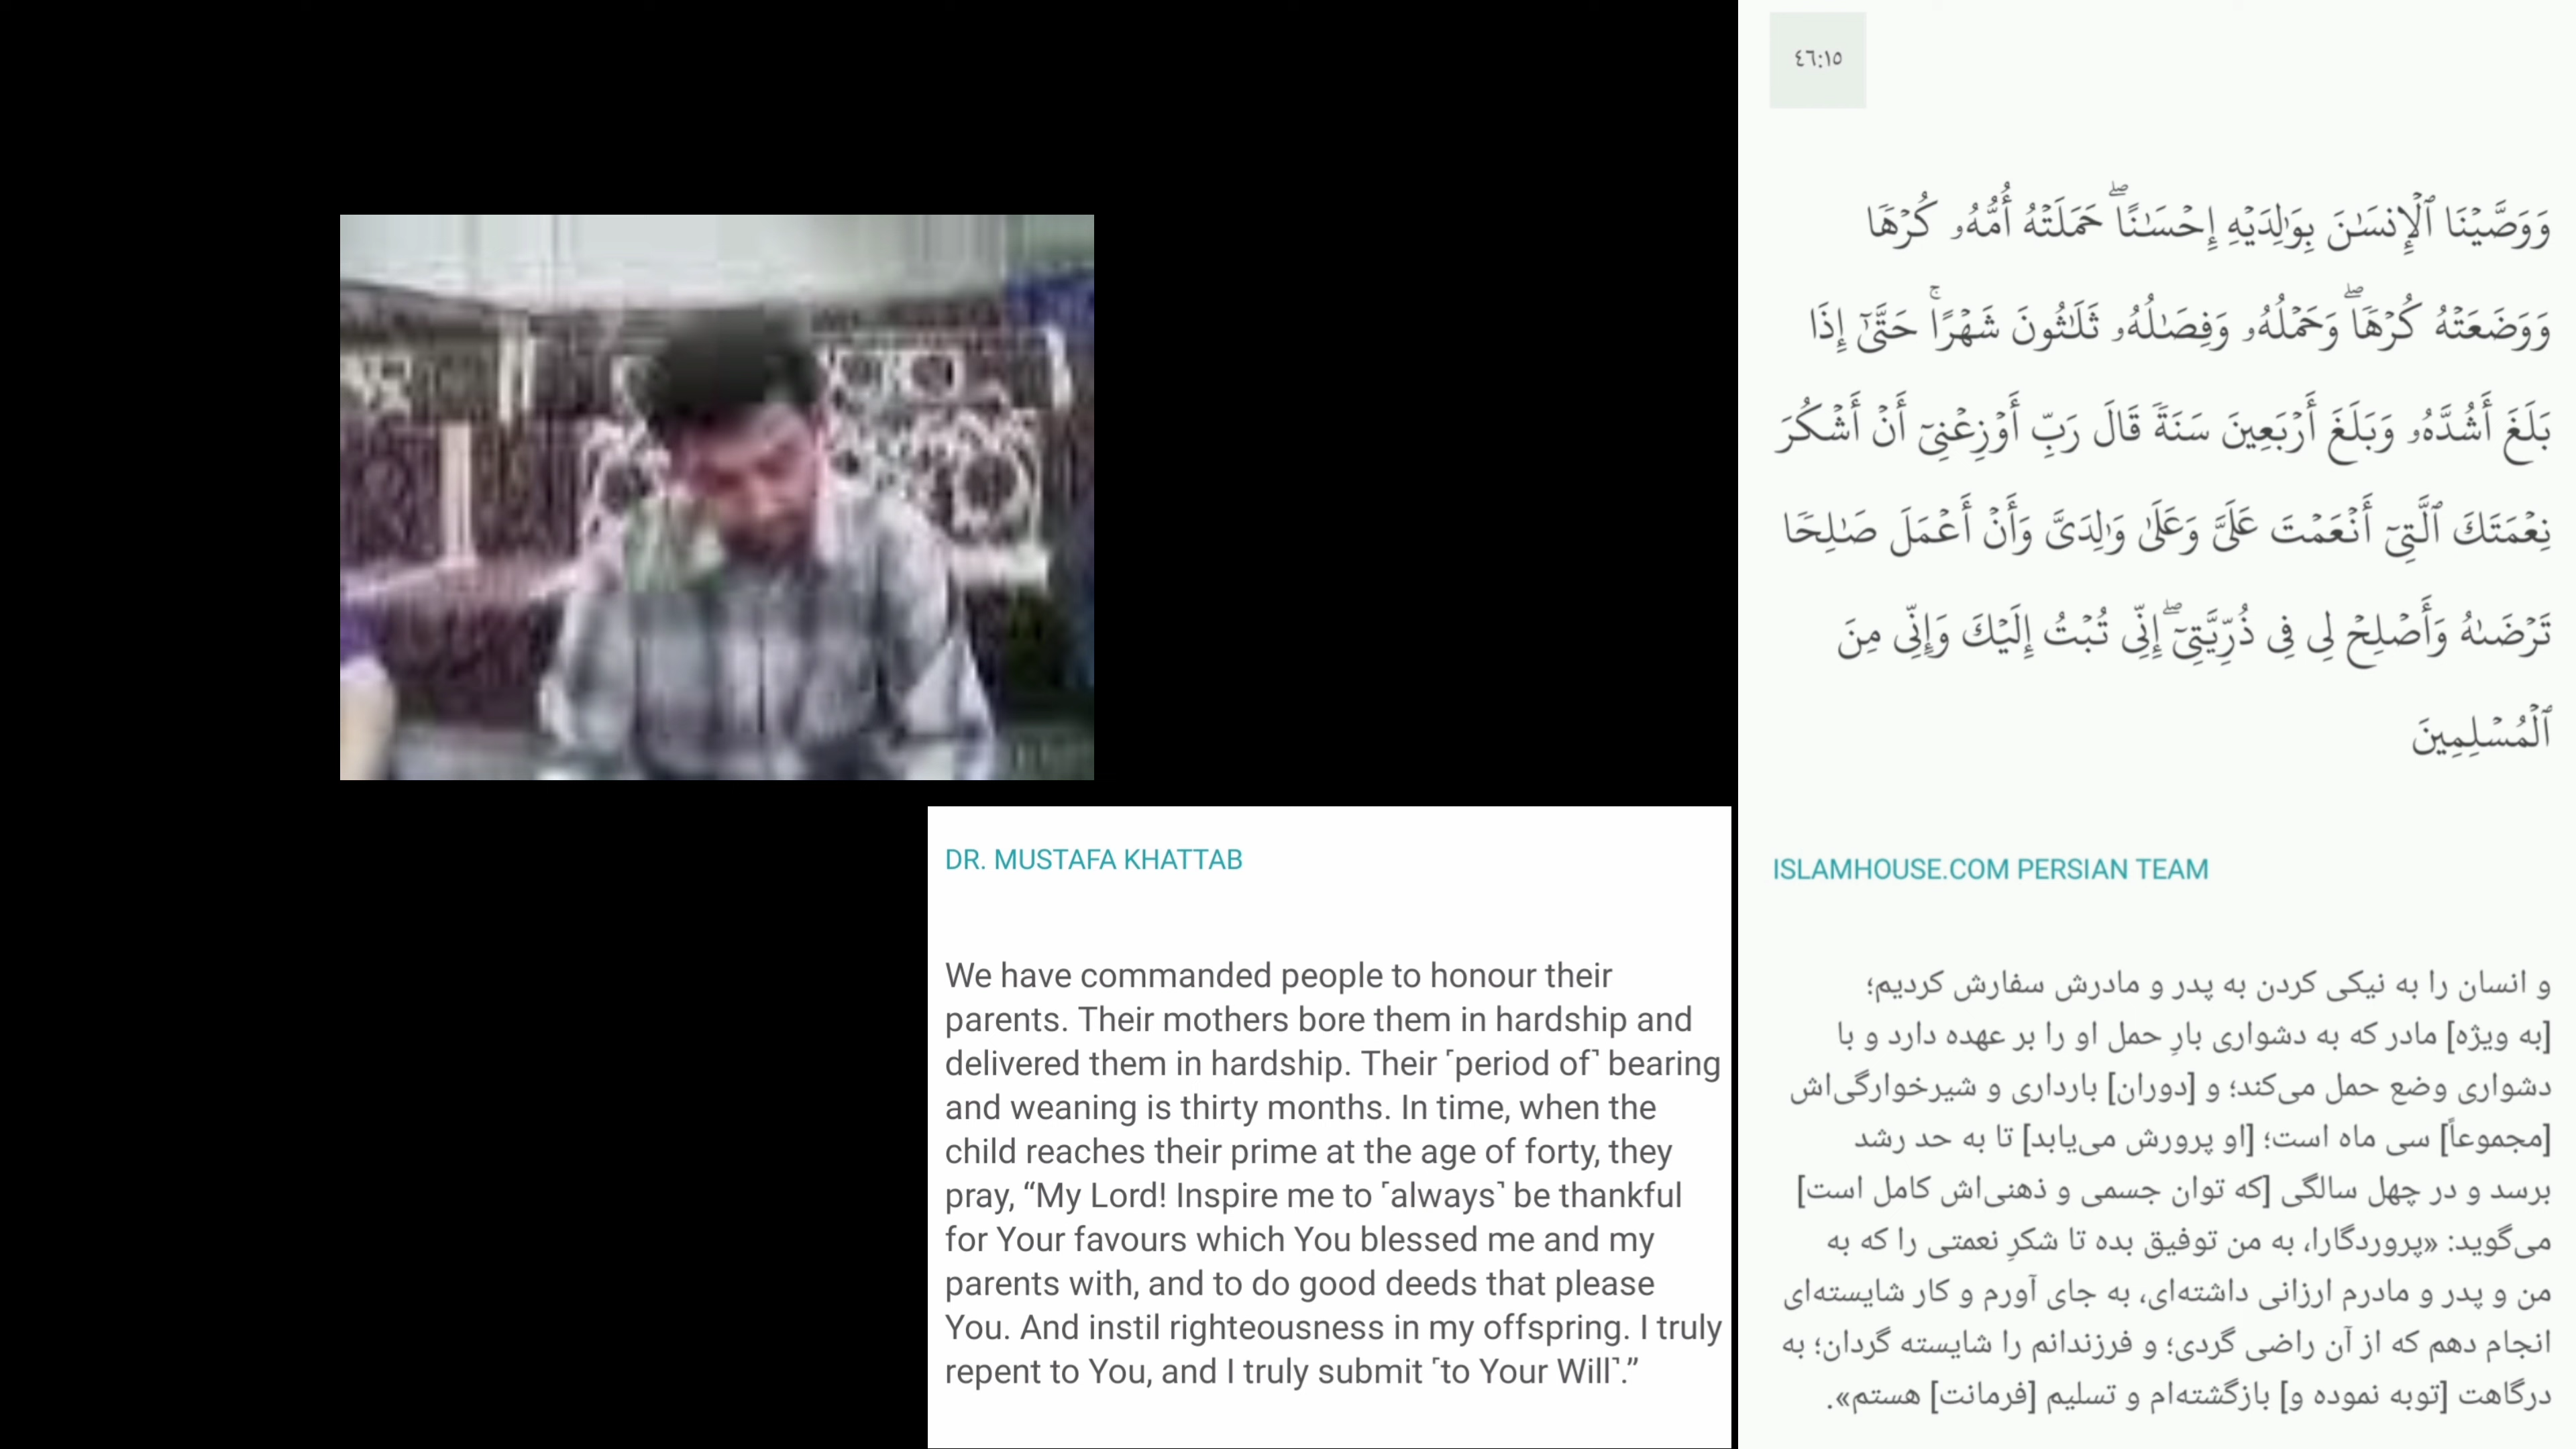 ٤٦:١٥
وَوَصَّيْنَا ٱلْإِنسَـٰنَ بِوَٰلِدَيْهِ إِحْسَـٰنًا ۖ حَمَلَتْهُ أُمُّهُۥ كُرْهًا
وَوَضَعَتْهُ كُرْهًا ۖ وَحَمْلُهُۥ وَفِصَـٰلُهُۥ ثَلَـٰثُونَ شَهْرًا ۚ حَتَّىٰٓ إِذَا
بَلَغَ أَشُدَّهُۥ وَبَلَغَ أَرْبَعِينَ سَنَةً قَالَ رَبِّ أَوْزِعْنِىٓ أَنْ أَشْكُرَ
نِعْمَتَكَ ٱلَّتِىٓ أَنْعَمْتَ عَلَىَّ وَعَلَىٰ وَٰلِدَىَّ وَأَنْ أَعْمَلَ صَـٰلِحًا
تَرْضَىٰهُ وَأَصْلِحْ لِى فِى ذُرِّيَّتِىٓ ۖ إِنِّى تُبْتُ إِلَيْكَ وَإِنِّى مِنَ
ٱلْمُسْلِمِينَ
ISLAMHOUSE.COM PERSIAN TEAM
و انسان را به نیکی کردن به پدر و مادرش سفارش کردیم؛
[به ویژه] مادر که به دشواری بارِ حمل او را بر عهده دارد و با
دشواری وضع حمل می‌کند؛ و [دوران] بارداری و شیرخوارگی‌اش
[مجموعاً] سی ماه است؛ [او پرورش می‌یابد] تا به حد رشد
برسد و در چهل سالگی [که توان جسمی و ذهنی‌اش کامل است]
می‌گوید: «پروردگارا، به من توفیق بده تا شکرِ نعمتی را که به
من و پدر و مادرم ارزانی داشته‌ای، به جای آورم و کار شایسته‌ای
انجام دهم که از آن راضی گردی؛ و فرزندانم را شایسته گردان؛ به
درگاهت [توبه نموده و] بازگشته‌ام و تسلیم [فرمانت] هستم».
DR. MUSTAFA KHATTAB
We have commanded people to honour their
parents. Their mothers bore them in hardship and
delivered them in hardship. Their ˹period of˺ bearing
and weaning is thirty months. In time, when the
child reaches their prime at the age of forty, they
pray, “My Lord! Inspire me to ˹always˺ be thankful
for Your favours which You blessed me and my
parents with, and to do good deeds that please
You. And instil righteousness in my offspring. I truly
repent to You, and I truly submit ˹to Your Will˺.”